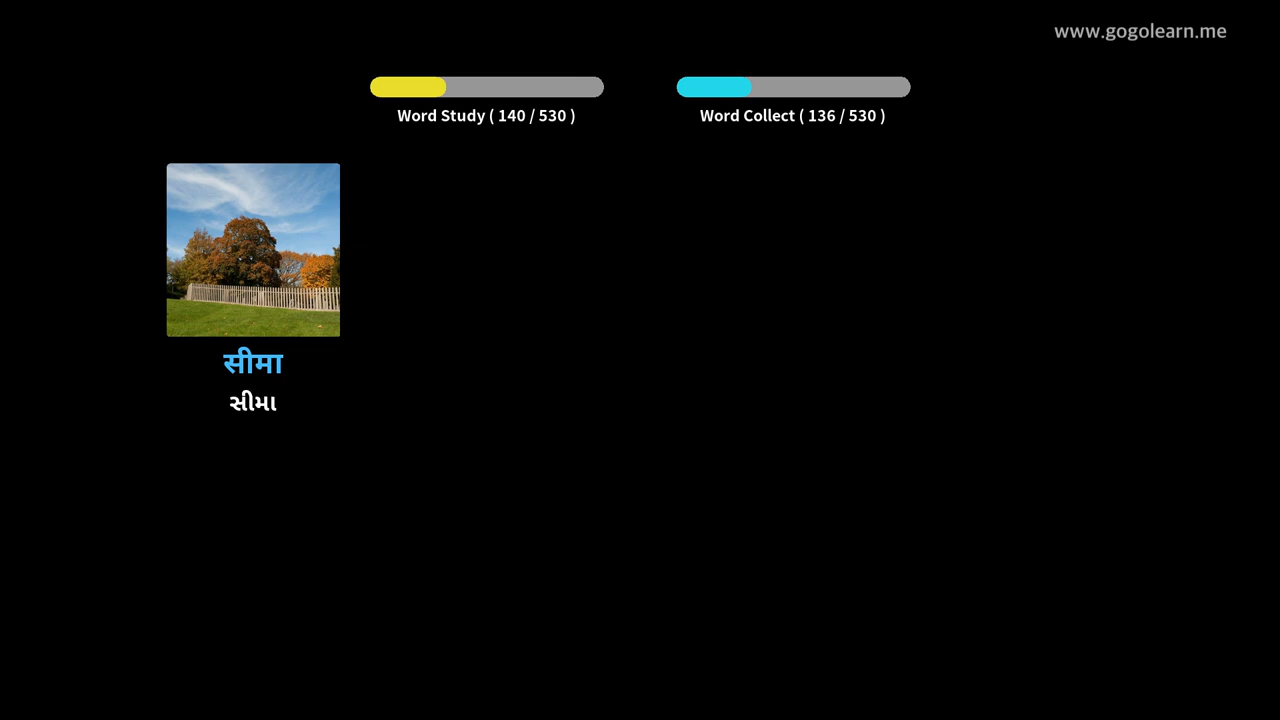 www.gogolearn.me
Word Study ( 140 / 530 )
Word Collect ( 136 / 530 )
सीमा
સીમા